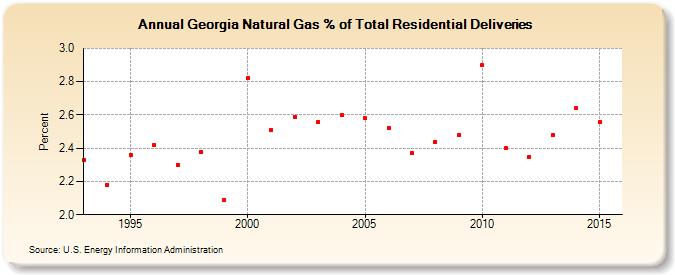 Annual Georgia Natural Gas % of Total Residential Deliveries
Percent
3.0
2.8
2.6
2.4
2.2
2.0
1995 2000 2005 2010 2015
Source: U.S. Energy Information Administration